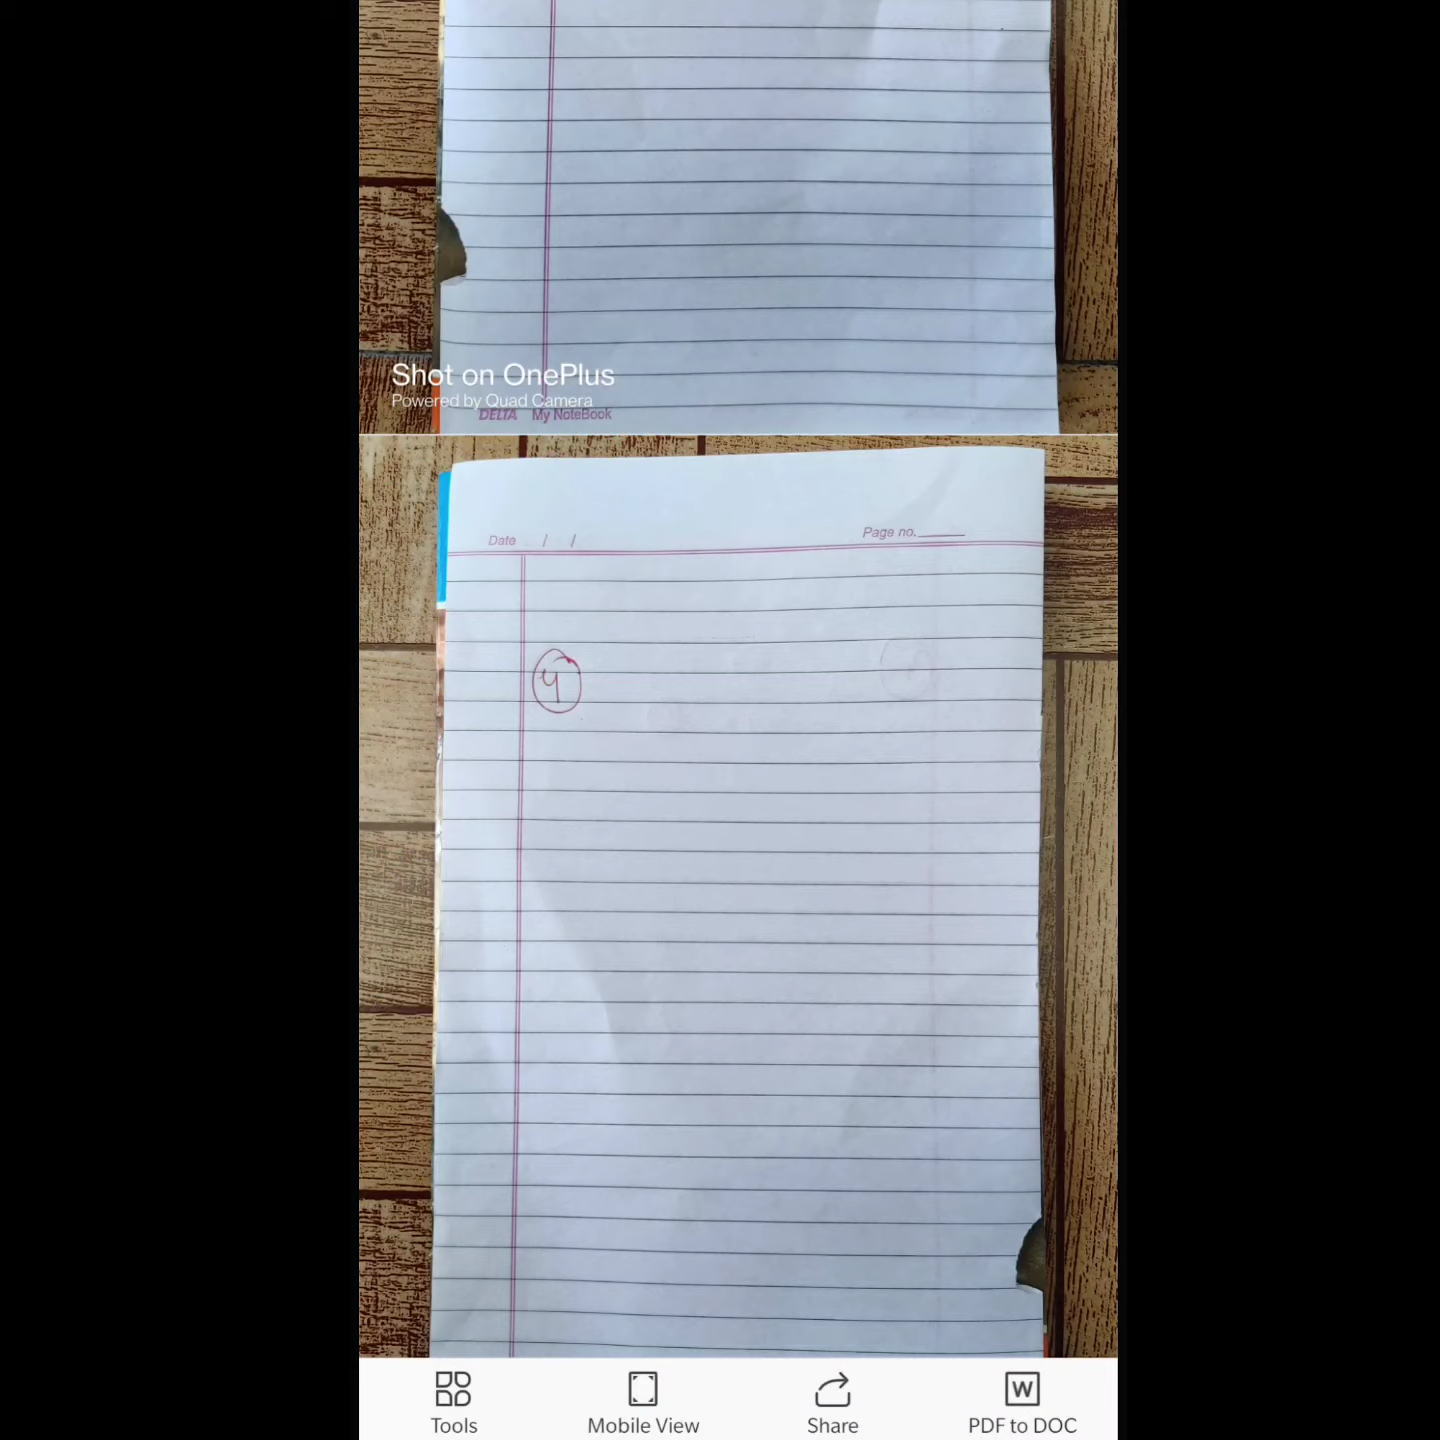 Shot on OnePlus
Powered by Quad Camera
DELTA My NoteBook
Date / / Page no.
4
Tools Mobile View Share PDF to DOC